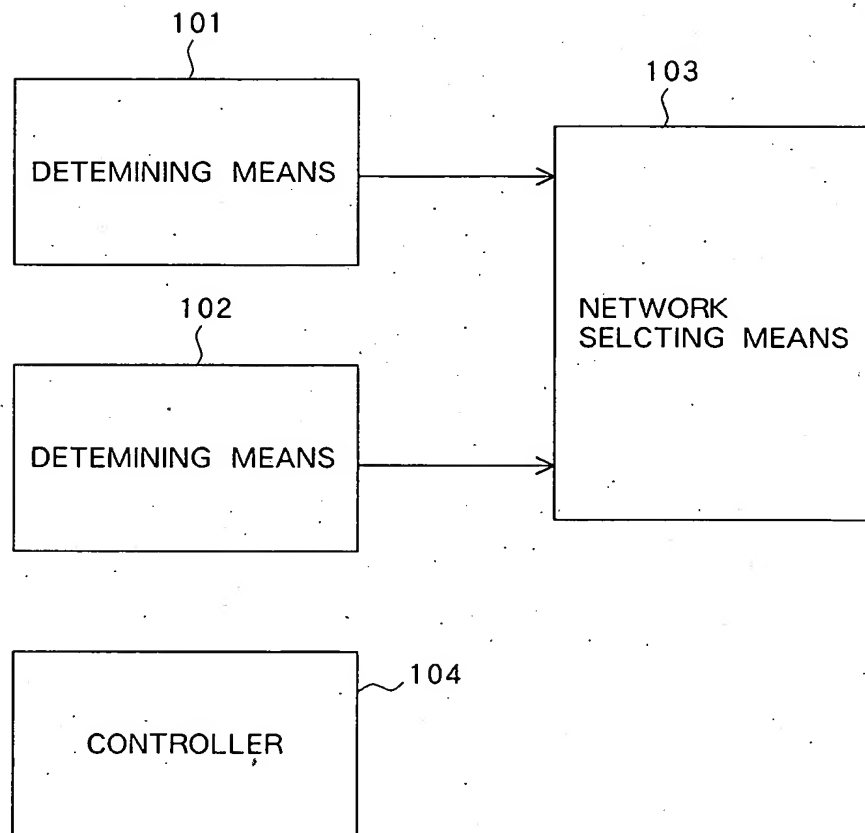 101
DETEMINING MEANS
102
DETEMINING MEANS
103
NETWORK
SELCTING MEANS
104
CONTROLLER